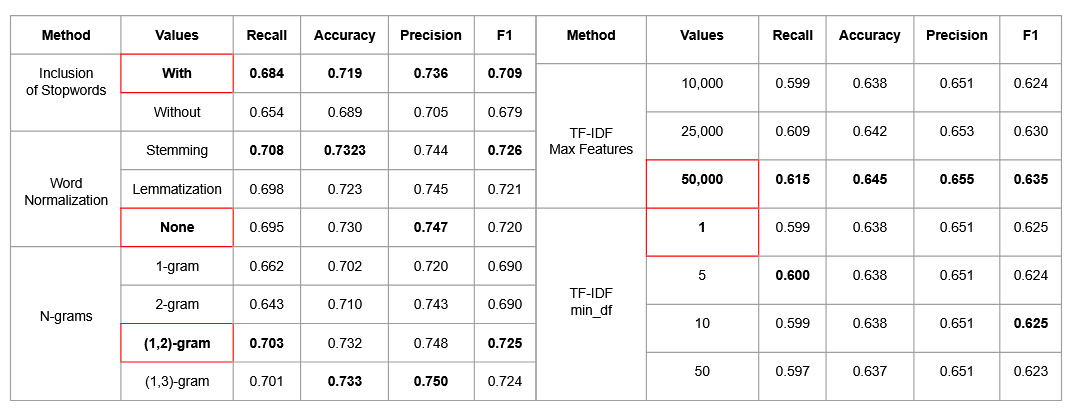 Method Values Recall Accuracy Precision F1
Inclusion of Stopwords With 0.684 0.719 0.736 0.709
Without 0.654 0.689 0.705 0.679
Word Normalization Stemming 0.708 0.7323 0.744 0.726
Lemmatization 0.698 0.723 0.745 0.721
None 0.695 0.730 0.747 0.720
N-grams 1-gram 0.662 0.702 0.720 0.690
2-gram 0.643 0.710 0.743 0.690
(1,2)-gram 0.703 0.732 0.748 0.725
(1,3)-gram 0.701 0.733 0.750 0.724
Method Values Recall Accuracy Precision F1
TF-IDF Max Features 10,000 0.599 0.638 0.651 0.624
25,000 0.609 0.642 0.653 0.630
50,000 0.615 0.645 0.655 0.635
TF-IDF min_df 1 0.599 0.638 0.651 0.625
5 0.600 0.638 0.651 0.624
10 0.599 0.638 0.651 0.625
50 0.597 0.637 0.651 0.623